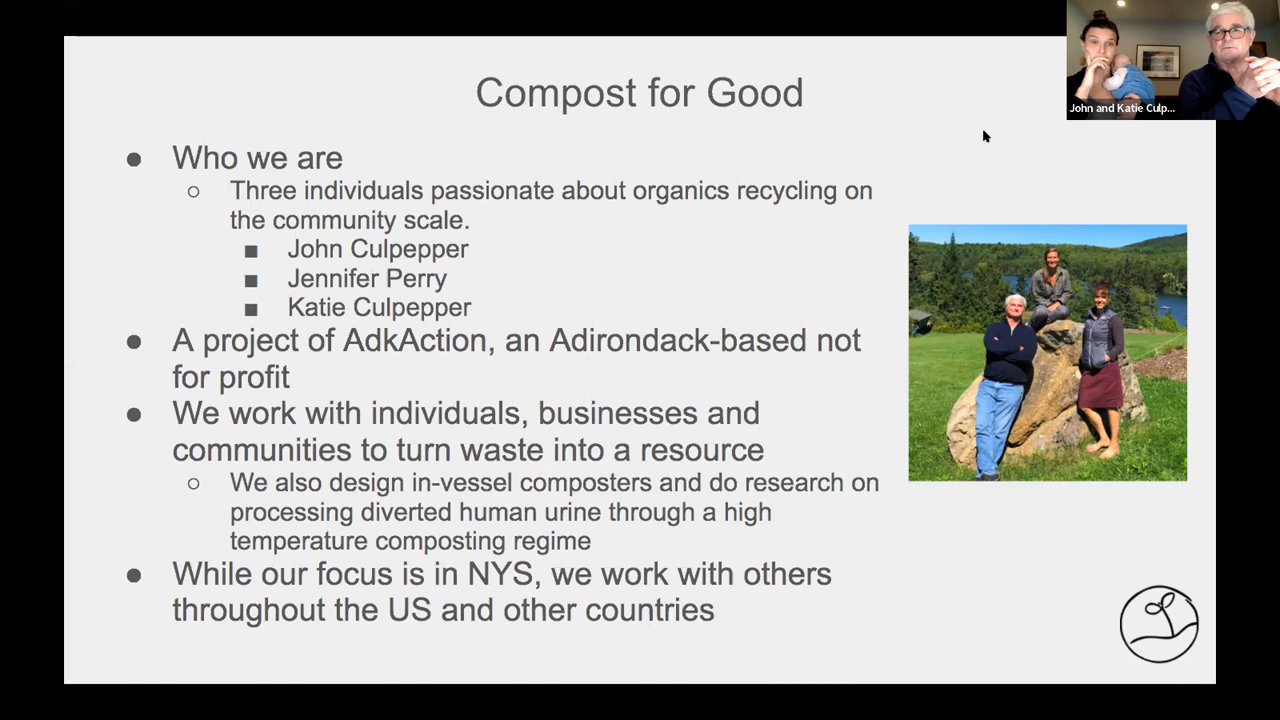 Compost for Good
John and Katie Culp...
● Who we are
○ Three individuals passionate about organics recycling on
the community scale.
■ John Culpepper
■ Jennifer Perry
■ Katie Culpepper
● A project of AdkAction, an Adirondack-based not
for profit
● We work with individuals, businesses and
communities to turn waste into a resource
○ We also design in-vessel composters and do research on
processing diverted human urine through a high
temperature composting regime
● While our focus is in NYS, we work with others
throughout the US and other countries